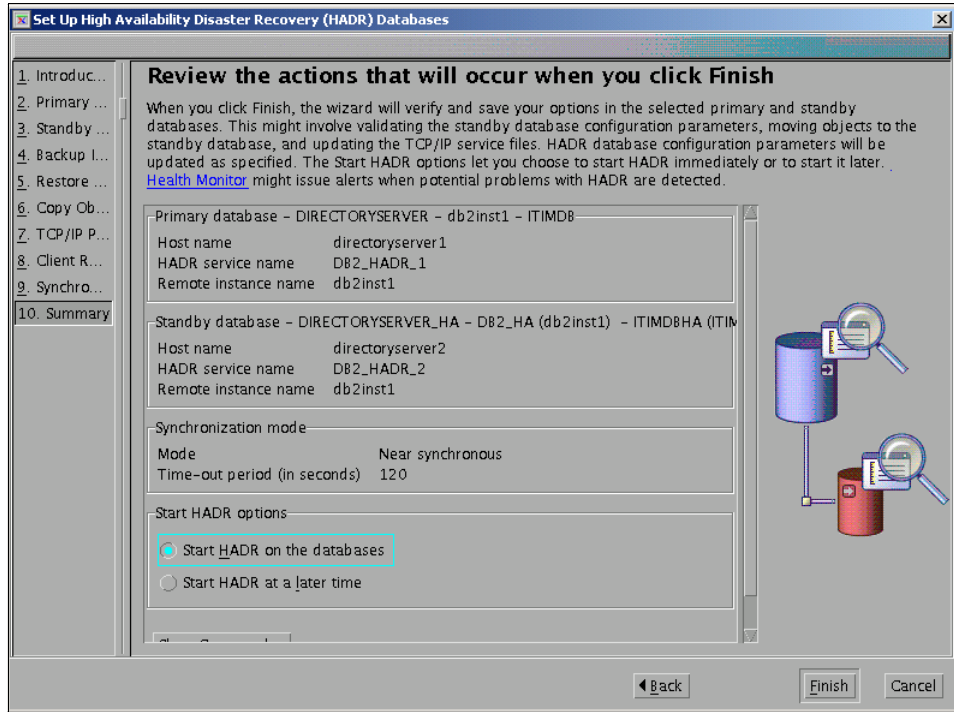 Set Up High Availability Disaster Recovery (HADR) Databases
1. Introduc...
2. Primary ...
3. Standby ...
4. Backup I...
5. Restore ...
6. Copy Ob...
7. TCP/IP P...
8. Client R...
9. Synchro...
10. Summary
Review the actions that will occur when you click Finish
When you click Finish, the wizard will verify and save your options in the selected primary and standby
databases. This might involve validating the standby database configuration parameters, moving objects to the
standby database, and updating the TCP/IP service files. HADR database configuration parameters will be
updated as specified. The Start HADR options let you choose to start HADR immediately or to start it later.
Health Monitor might issue alerts when potential problems with HADR are detected.
Primary database - DIRECTORYSERVER - db2inst1 - ITIMDB
Host name directoryserver1
HADR service name DB2_HADR_1
Remote instance name db2inst1
Standby database - DIRECTORYSERVER_HA - DB2_HA (db2inst1) - ITIMDBHA (ITIM
Host name directoryserver2
HADR service name DB2_HADR_2
Remote instance name db2inst1
Synchronization mode
Mode Near synchronous
Time-out period (in seconds) 120
Start HADR options
Start HADR on the databases
Start HADR at a later time
Back
Finish
Cancel